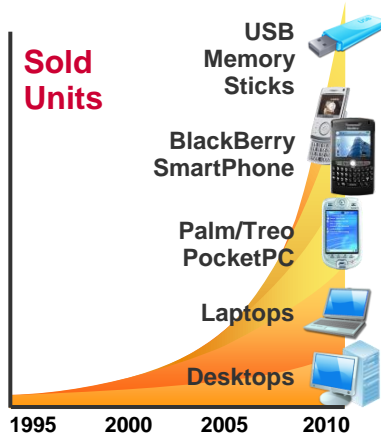 USB
Memory
Sticks
Sold
Units
BlackBerry
SmartPhone
Palm/Treo
PocketPC
Laptops
Desktops
1995 2000 2005 2010